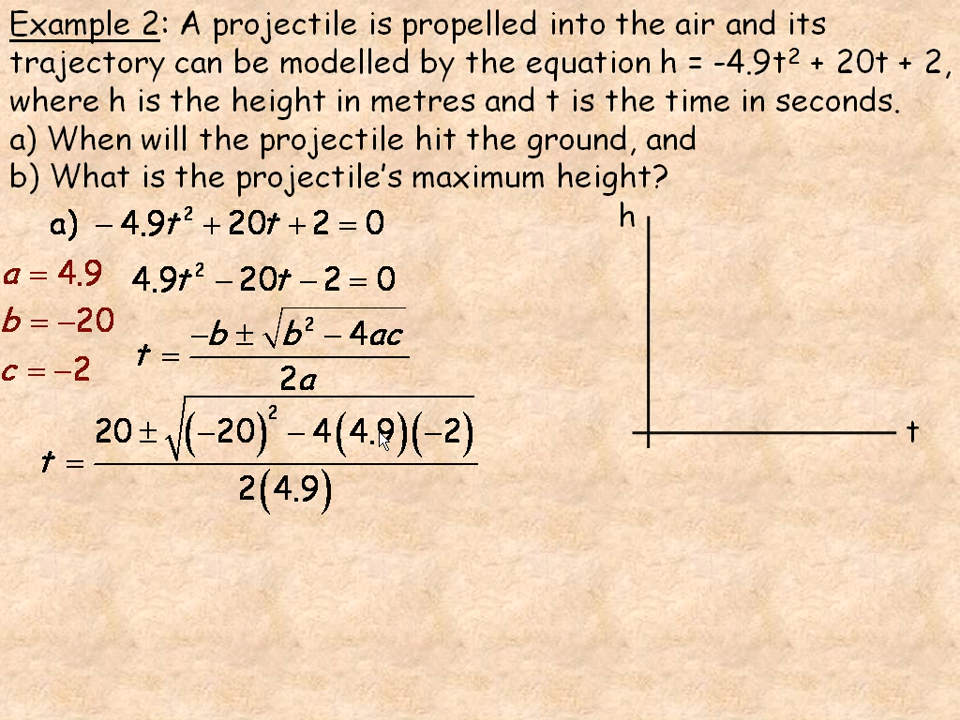 Example 2: A projectile is propelled into the air and its
trajectory can be modelled by the equation h = -4.9t² + 20t + 2,
where h is the height in metres and t is the time in seconds.
a) When will the projectile hit the ground, and
b) What is the projectile's maximum height?
a) − 4.9t² + 20t + 2 = 0
4.9t² − 20t − 2 = 0
a = 4.9
b = −20
c = −2
t = (−b ± √(b² − 4ac)) / 2a
t = (20 ± √((−20)² − 4(4.9)(−2))) / 2(4.9)
h
t